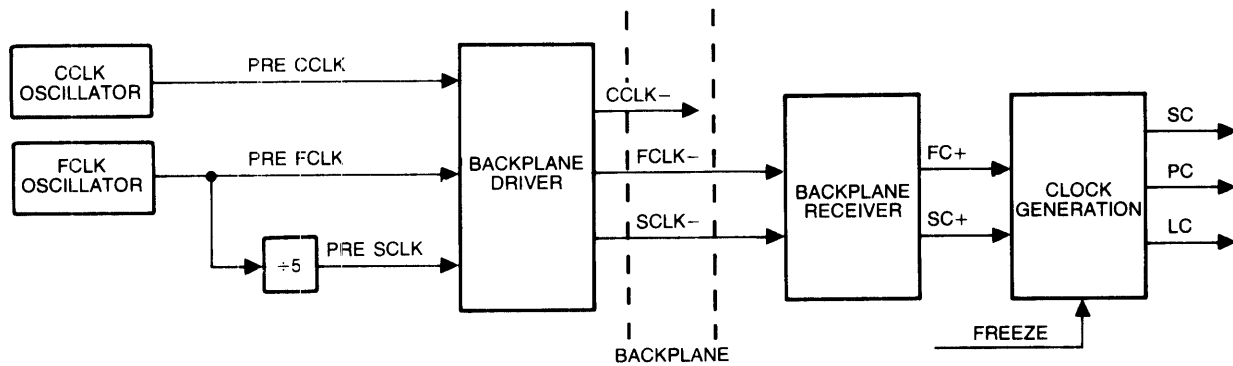 CCLK
OSCILLATOR
PRE CCLK
FCLK
OSCILLATOR
PRE FCLK
÷5
PRE SCLK
BACKPLANE
DRIVER
CCLK−
FCLK−
SCLK−
BACKPLANE
BACKPLANE
RECEIVER
FC+
SC+
CLOCK
GENERATION
FREEZE
SC
PC
LC